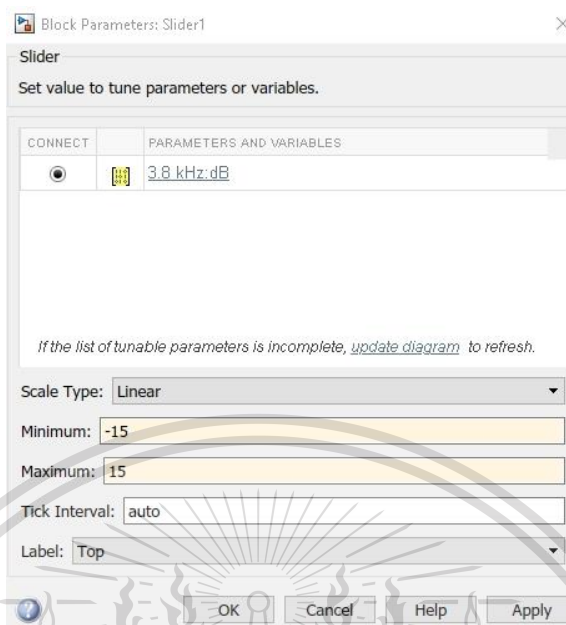 Block Parameters: Slider1
Slider
Set value to tune parameters or variables.
CONNECT PARAMETERS AND VARIABLES
3.8 kHz:dB
If the list of tunable parameters is incomplete, update diagram to refresh.
Scale Type: Linear
Minimum: -15
Maximum: 15
Tick Interval: auto
Label: Top
OK Cancel Help Apply